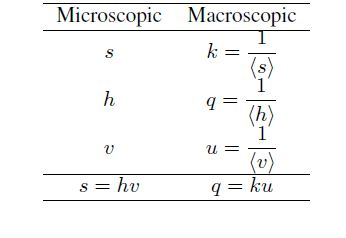 Microscopic Macroscopic
s k = 1/⟨s⟩
h q = 1/⟨h⟩
v u = 1/⟨v⟩
s = hv q = ku